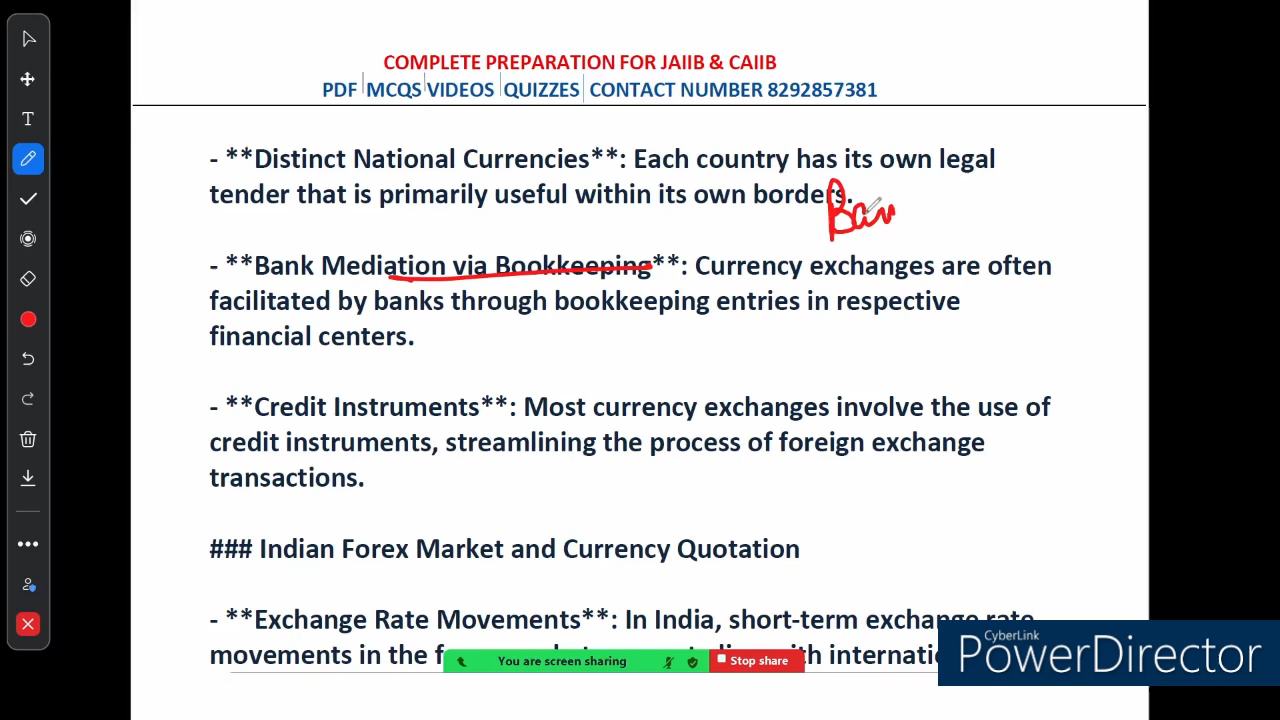 COMPLETE PREPARATION FOR JAIIB & CAIIB
PDF MCQS VIDEOS QUIZZES CONTACT NUMBER 8292857381
- **Distinct National Currencies**: Each country has its own legal
tender that is primarily useful within its own borders.
Ban
- **Bank Mediation via Bookkeeping**: Currency exchanges are often
facilitated by banks through bookkeeping entries in respective
financial centers.
- **Credit Instruments**: Most currency exchanges involve the use of
credit instruments, streamlining the process of foreign exchange
transactions.
### Indian Forex Market and Currency Quotation
- **Exchange Rate Movements**: In India, short-term exchange rate
movements in the
You are screen sharing
Stop share
CyberLink
PowerDirector